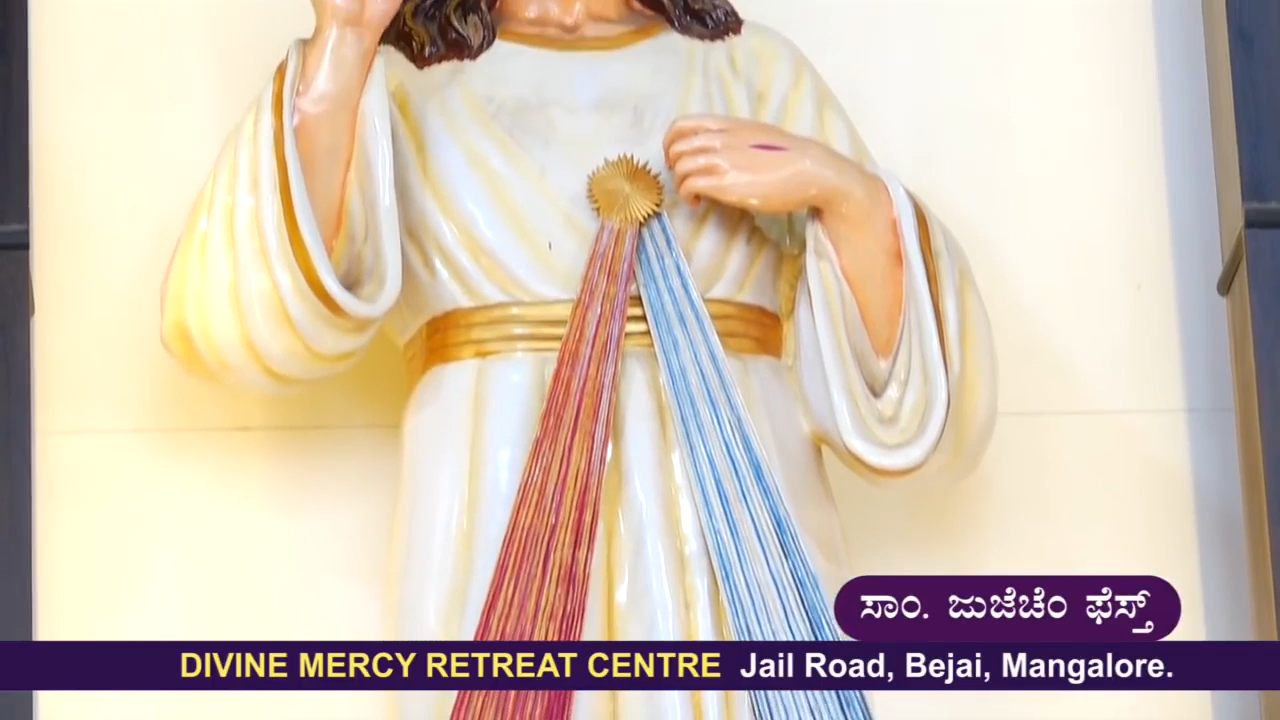 ಸಾಂ. ಜುಜೆಚೆಂ ಫೆಸ್ತ್
DIVINE MERCY RETREAT CENTRE Jail Road, Bejai, Mangalore.